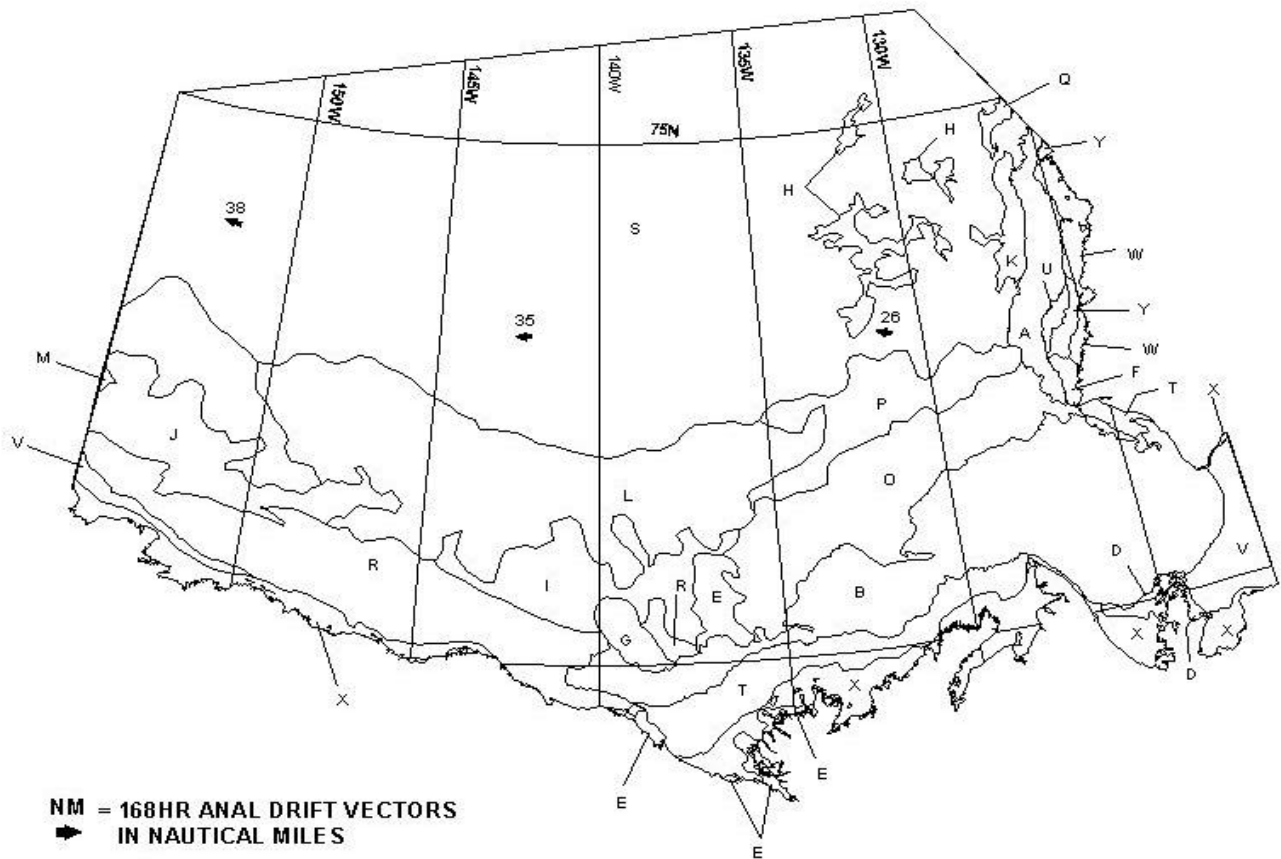 150W
145W
140W
135W
130W
75N
Q
Y
H
H
38
S
W
K
U
35
26
Y
A
W
M
F
T
X
P
J
V
O
L
D
V
R
I
R
E
B
G
X
X
D
T
X
X
E
E
E
NM = 168HR ANAL DRIFT VECTORS
IN NAUTICAL MILES